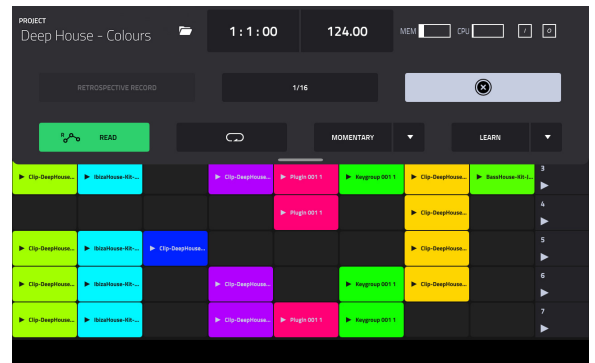 PROJECT
Deep House - Colours
1 : 1 : 00
124.00
MEM
CPU
I
O
RETROSPECTIVE RECORD
1/16
R
READ
MOMENTARY
LEARN
Clip-DeepHouse...
IbizaHouse-Kit-...
Clip-DeepHouse...
Plugin 001 1
Keygroup 001 1
Clip-DeepHouse...
BassHouse-Kit-I...
3
Plugin 001 1
Clip-DeepHouse...
4
Clip-DeepHouse...
IbizaHouse-Kit-...
Clip-DeepHouse...
Clip-DeepHouse...
5
Clip-DeepHouse...
IbizaHouse-Kit-...
Clip-DeepHouse...
Keygroup 001 1
Clip-DeepHouse...
6
Clip-DeepHouse...
IbizaHouse-Kit-...
Clip-DeepHouse...
Plugin 001 1
Keygroup 001 1
7